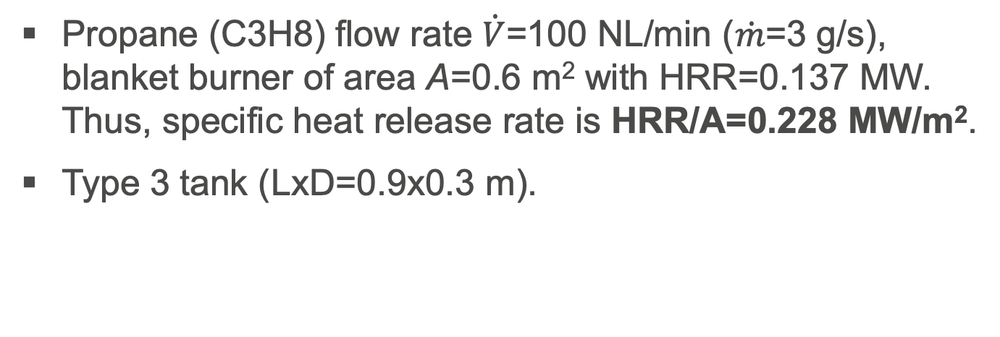 ▪ Propane (C3H8) flow rate V̇=100 NL/min (ṁ=3 g/s),
blanket burner of area A=0.6 m² with HRR=0.137 MW.
Thus, specific heat release rate is HRR/A=0.228 MW/m².
▪ Type 3 tank (LxD=0.9x0.3 m).